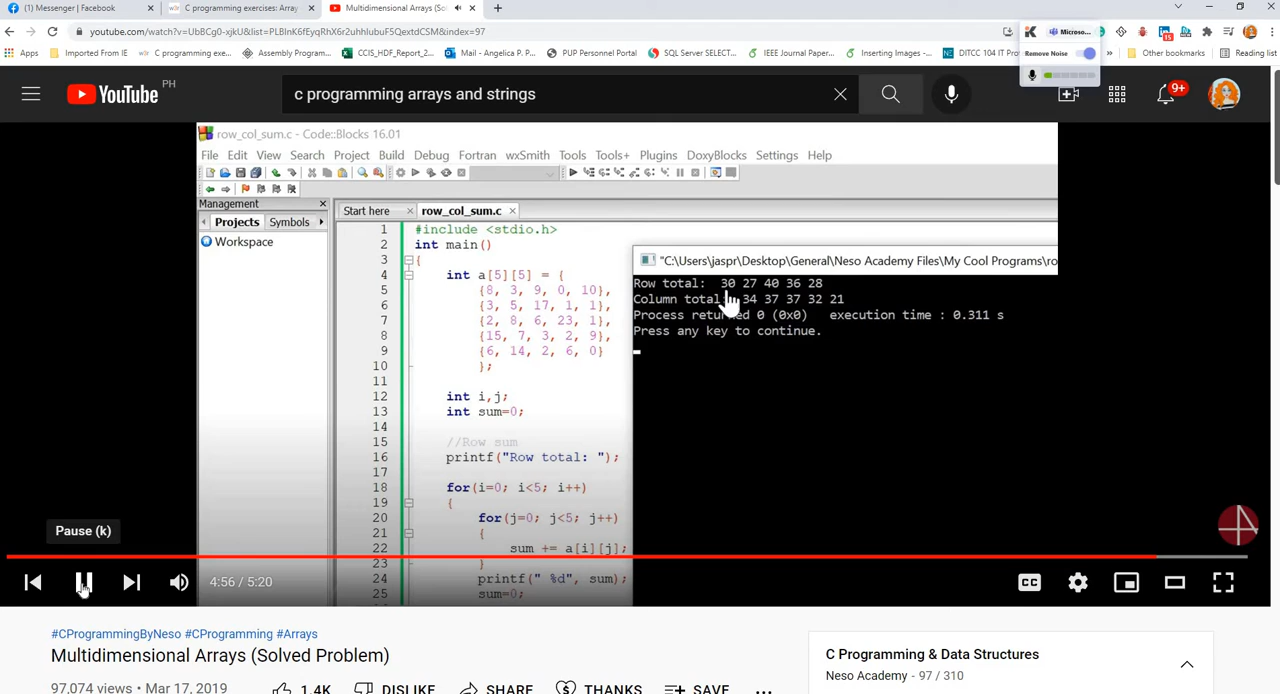 (1) Messenger | Facebook
C programming exercises: Array
Multidimensional Arrays (Sol
youtube.com/watch?v=UbBCg0-xjkU&list=PLBlnK6fEyqRhX6r2uhhlubuF5QextdCSM&index=97
Apps
Imported From IE
C programming exe...
Assembly Program...
CCIS_HDF_Report_2...
Mail - Angelica P. P...
PUP Personnel Portal
SQL Server SELECT...
IEEE Journal Paper...
Inserting Images -...
DITCC 104 IT Pr
Other bookmarks
Reading list
Microso...
Remove Noise
15
YouTube PH
c programming arrays and strings
9+
row_col_sum.c - Code::Blocks 16.01
File Edit View Search Project Build Debug Fortran wxSmith Tools Tools+ Plugins DoxyBlocks Settings Help
Management
Projects Symbols
Workspace
Start here
row_col_sum.c
1 #include <stdio.h>
2 int main()
3 {
4 int a[5][5] = {
5 {8, 3, 9, 0, 10},
6 {3, 5, 17, 1, 1},
7 {2, 8, 6, 23, 1},
8 {15, 7, 3, 2, 9},
9 {6, 14, 2, 6, 0}
10 };
11
12 int i,j;
13 int sum=0;
14
15 //Row sum
16 printf("Row total: ");
17
18 for(i=0; i<5; i++)
19 {
20 for(j=0; j<5; j++)
21 {
22 sum += a[i][j];
23 }
24 printf(" %d", sum);
25 sum=0;
"C:\Users\jaspr\Desktop\General\Neso Academy Files\My Cool Programs\ro
Row total: 30 27 40 36 28
Column total: 34 37 37 32 21
Process returned 0 (0x0) execution time : 0.311 s
Press any key to continue.
Pause (k)
4:56 / 5:20
CC
#CProgrammingByNeso #CProgramming #Arrays
Multidimensional Arrays (Solved Problem)
97,074 views • Mar 17, 2019
1.4K
DISLIKE
SHARE
THANKS
SAVE
C Programming & Data Structures
Neso Academy - 97 / 310